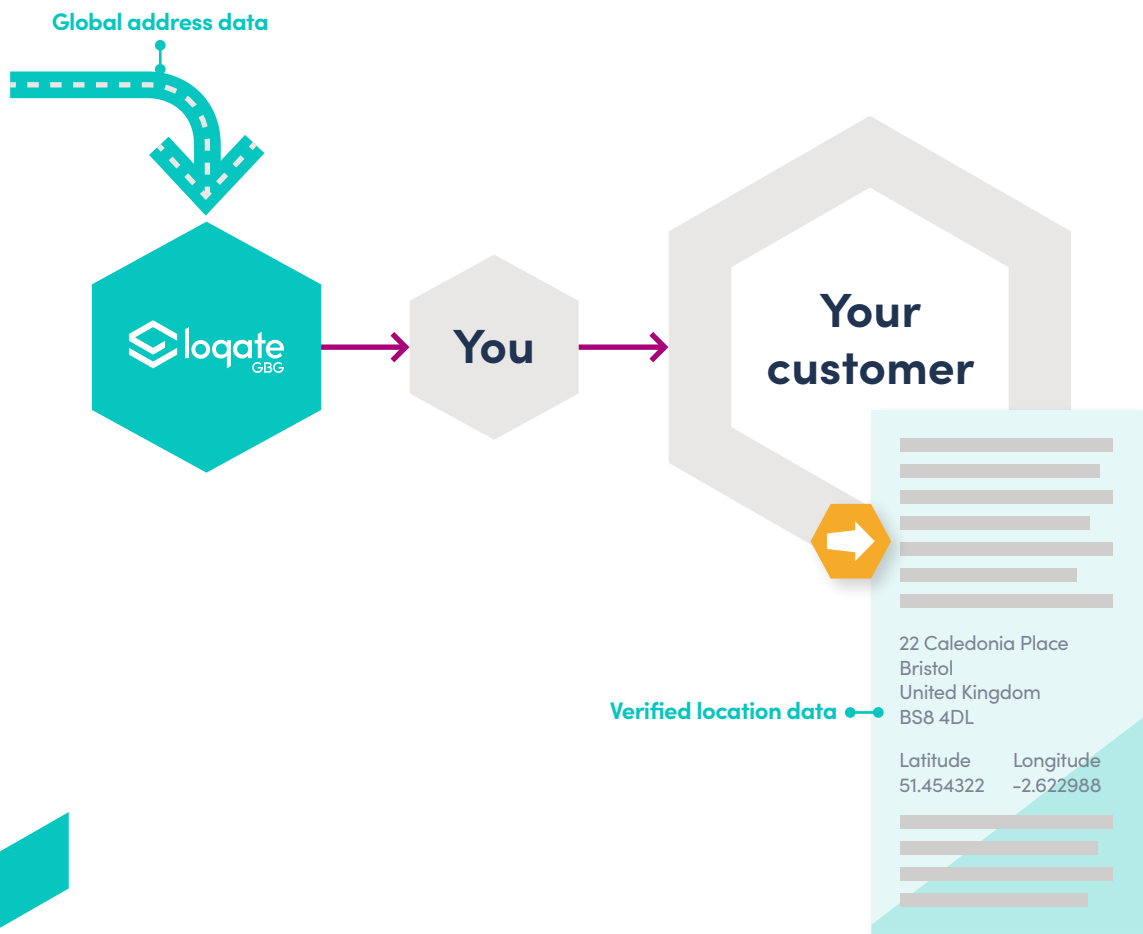 Global address data
loqate
GBG
You
Your
customer
22 Caledonia Place
Bristol
United Kingdom
BS8 4DL
Verified location data
Latitude Longitude
51.454322 -2.622988